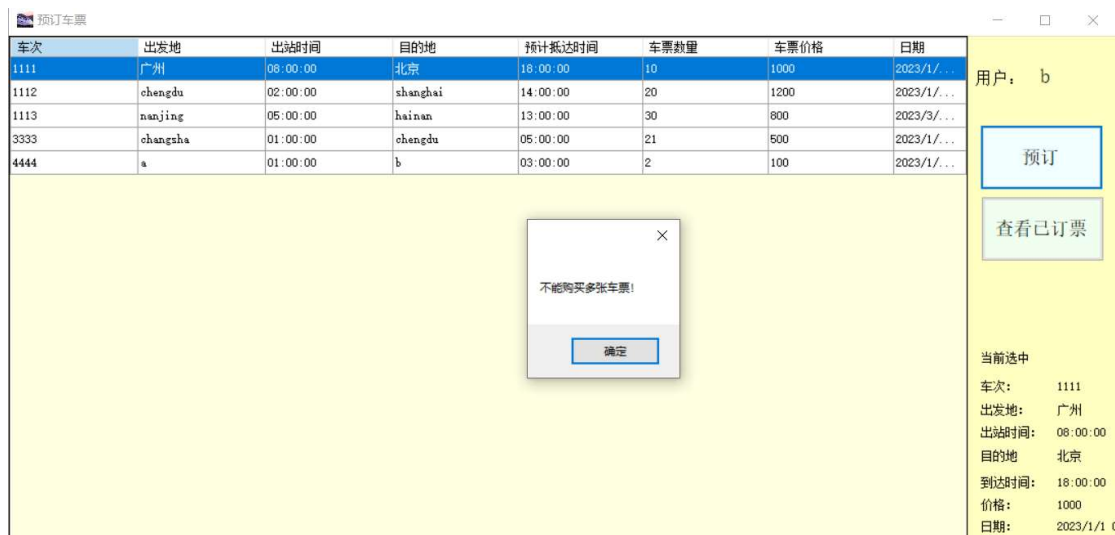 预订车票
车次 出发地 出站时间 目的地 预计抵达时间 车票数量 车票价格 日期
1111 广州 08:00:00 北京 18:00:00 10 1000 2023/1/...
1112 chengdu 02:00:00 shanghai 14:00:00 20 1200 2023/1/...
1113 nanjing 05:00:00 hainan 13:00:00 30 800 2023/3/...
3333 changsha 01:00:00 chengdu 05:00:00 21 500 2023/1/...
4444 a 01:00:00 b 03:00:00 2 100 2023/1/...
用户: b
预订
查看已订票
不能购买多张车票!
确定
当前选中
车次: 1111
出发地: 广州
出站时间: 08:00:00
目的地 北京
到达时间: 18:00:00
价格: 1000
日期: 2023/1/1